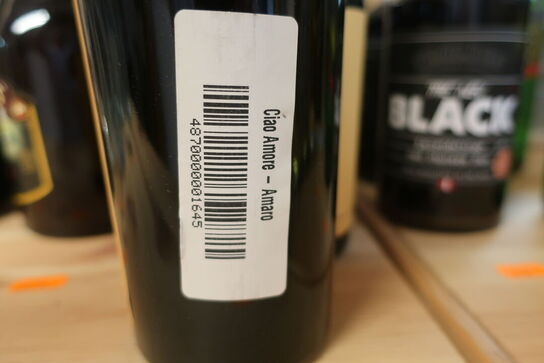 Ciao Amore – Amaro
4870000001645
BLACK